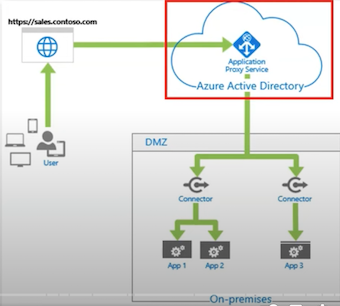 https://sales.contoso.com
Application
Proxy Service
Azure Active Directory
User
DMZ
Connector
Connector
App 1
App 2
App 3
On-premises